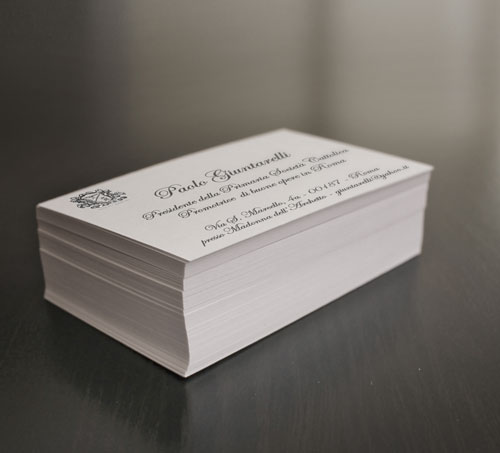 Paolo Giuntarelli
Presidente della Primaria Società Cattolica
Promotrice di buone opere in Roma
Via S. Marcello, 41 - 00187 - Roma
presso Madonna dell'Archetto - giuntarelli@yahoo.it